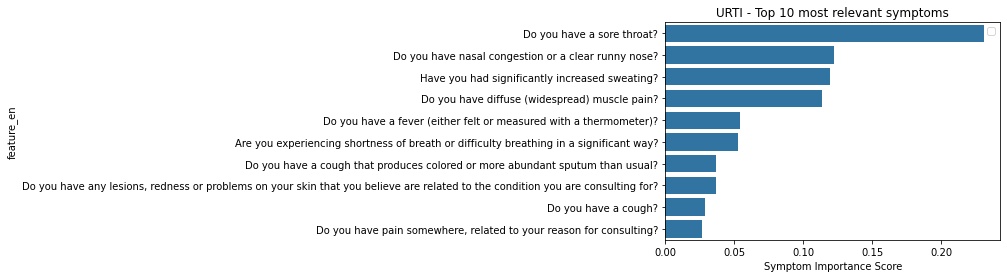 URTI - Top 10 most relevant symptoms
Do you have a sore throat?
Do you have nasal congestion or a clear runny nose?
Have you had significantly increased sweating?
Do you have diffuse (widespread) muscle pain?
Do you have a fever (either felt or measured with a thermometer)?
Are you experiencing shortness of breath or difficulty breathing in a significant way?
Do you have a cough that produces colored or more abundant sputum than usual?
Do you have any lesions, redness or problems on your skin that you believe are related to the condition you are consulting for?
Do you have a cough?
Do you have pain somewhere, related to your reason for consulting?
feature_en
0.00 0.05 0.10 0.15 0.20
Symptom Importance Score